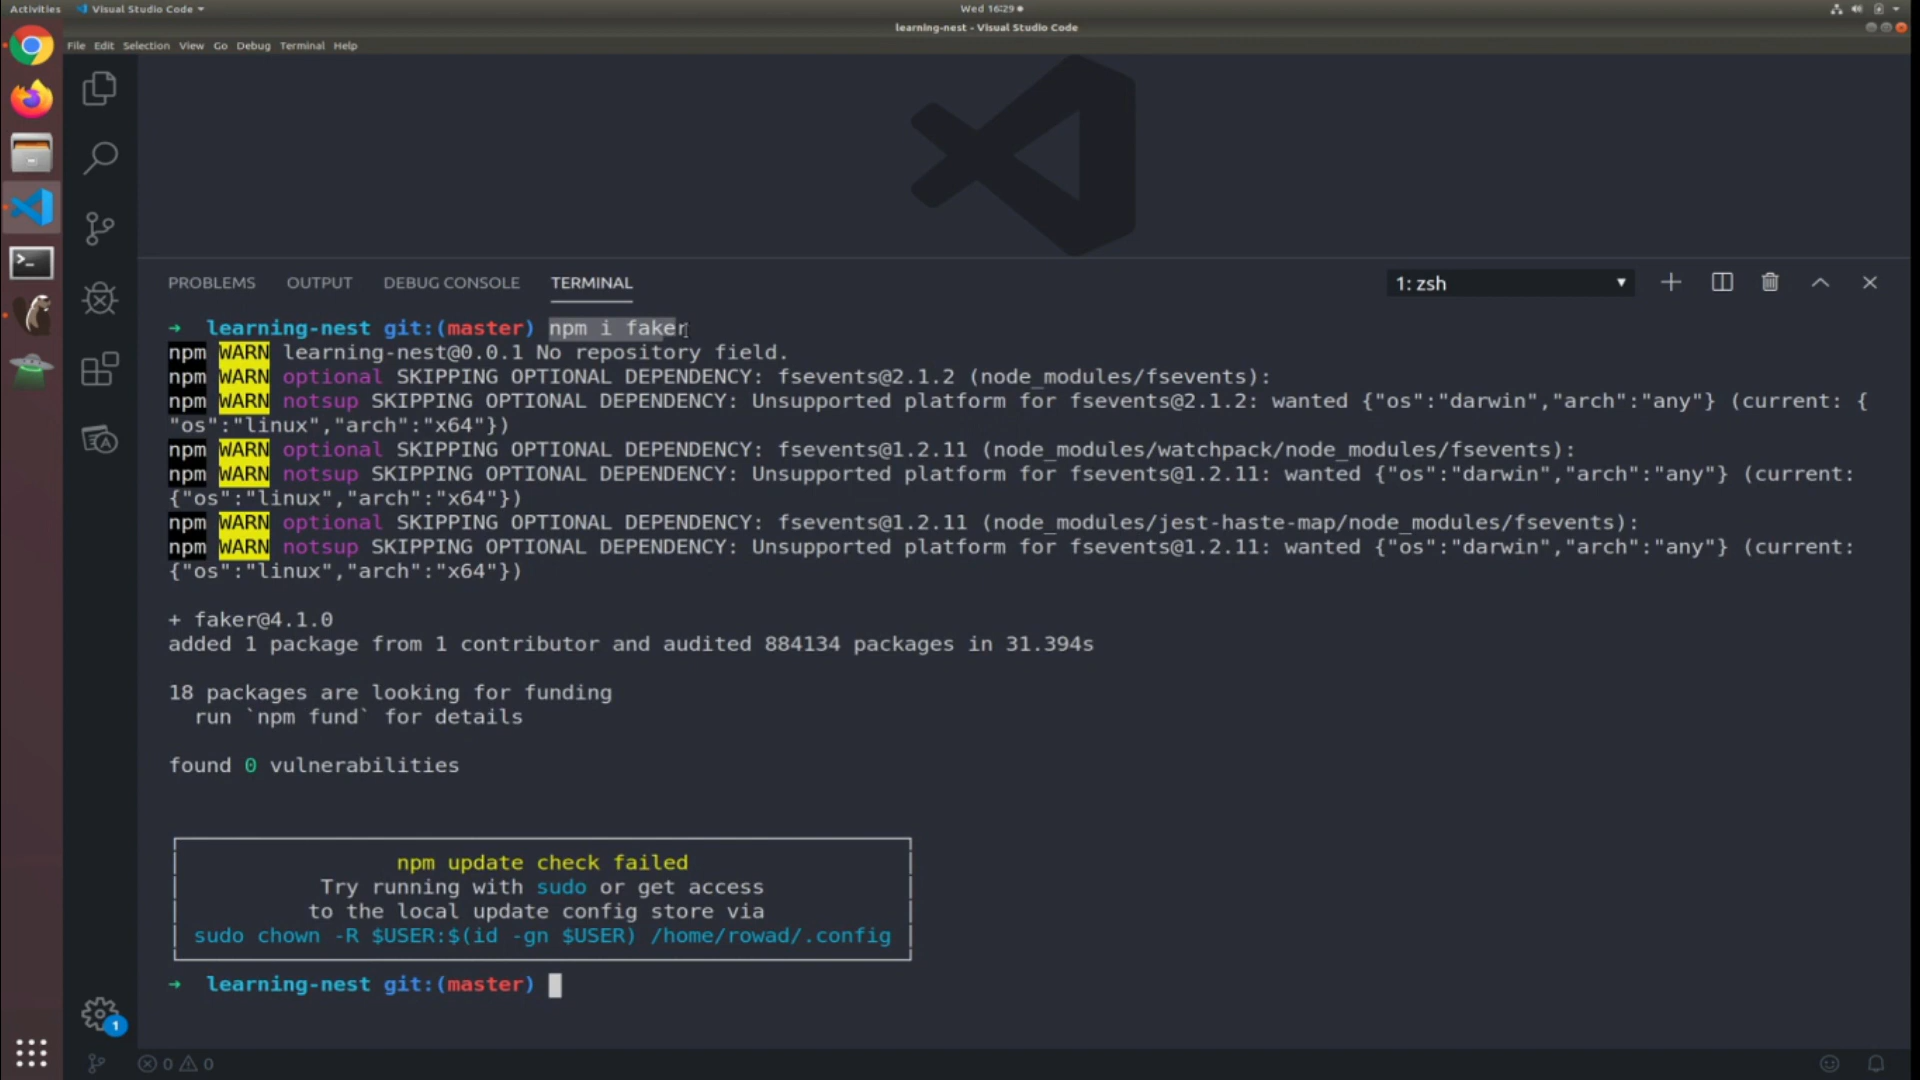 Activities Visual Studio Code Wed 16:29
learning-nest - Visual Studio Code
File Edit Selection View Go Debug Terminal Help
PROBLEMS OUTPUT DEBUG CONSOLE TERMINAL 1: zsh
→ learning-nest git:(master) npm i faker
npm WARN learning-nest@0.0.1 No repository field.
npm WARN optional SKIPPING OPTIONAL DEPENDENCY: fsevents@2.1.2 (node_modules/fsevents):
npm WARN notsup SKIPPING OPTIONAL DEPENDENCY: Unsupported platform for fsevents@2.1.2: wanted {"os":"darwin","arch":"any"} (current: {
"os":"linux","arch":"x64"})
npm WARN optional SKIPPING OPTIONAL DEPENDENCY: fsevents@1.2.11 (node_modules/watchpack/node_modules/fsevents):
npm WARN notsup SKIPPING OPTIONAL DEPENDENCY: Unsupported platform for fsevents@1.2.11: wanted {"os":"darwin","arch":"any"} (current:
{"os":"linux","arch":"x64"})
npm WARN optional SKIPPING OPTIONAL DEPENDENCY: fsevents@1.2.11 (node_modules/jest-haste-map/node_modules/fsevents):
npm WARN notsup SKIPPING OPTIONAL DEPENDENCY: Unsupported platform for fsevents@1.2.11: wanted {"os":"darwin","arch":"any"} (current:
{"os":"linux","arch":"x64"})
+ faker@4.1.0
added 1 package from 1 contributor and audited 884134 packages in 31.394s
18 packages are looking for funding
run `npm fund` for details
found 0 vulnerabilities
npm update check failed
Try running with sudo or get access
to the local update config store via
sudo chown -R $USER:$(id -gn $USER) /home/rowad/.config
→ learning-nest git:(master)
1
0 0